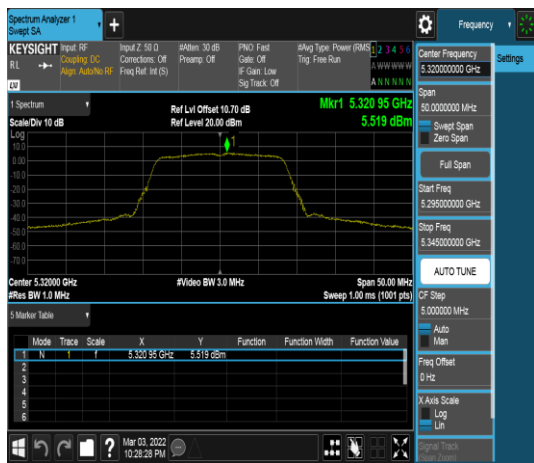 Spectrum Analyzer 1
Swept SA
Frequency
KEYSIGHT
RL
LXI
Input: RF
Coupling: DC
Align: Auto/No RF
Input Z: 50 Ω
Corrections: Off
Freq Ref: Int (S)
#Atten: 30 dB
Preamp: Off
PNO: Fast
Gate: Off
IF Gain: Low
Sig Track: Off
#Avg Type: Power (RMS
Trig: Free Run
1 2 3 4 5 6
A W W W W W
A N N N N N
1 Spectrum
Scale/Div 10 dB
Ref Lvl Offset 10.70 dB
Ref Level 20.00 dBm
Mkr1 5.320 95 GHz
5.519 dBm
Log
10.0
0.00
-10.0
-20.0
-30.0
-40.0
-50.0
-60.0
-70.0
1
Center 5.32000 GHz
#Res BW 1.0 MHz
#Video BW 3.0 MHz
Span 50.00 MHz
Sweep 1.00 ms (1001 pts)
5 Marker Table
Mode Trace Scale X Y Function Function Width Function Value
1 N 1 f 5.320 95 GHz 5.519 dBm
2
3
4
5
6
Mar 03, 2022
10:28:28 PM
Center Frequency
5.320000000 GHz
Settings
Span
50.0000000 MHz
Swept Span
Zero Span
Full Span
Start Freq
5.295000000 GHz
Stop Freq
5.345000000 GHz
AUTO TUNE
CF Step
5.000000 MHz
Auto
Man
Freq Offset
0 Hz
X Axis Scale
Log
Lin
Signal Track
(Span Zoom)